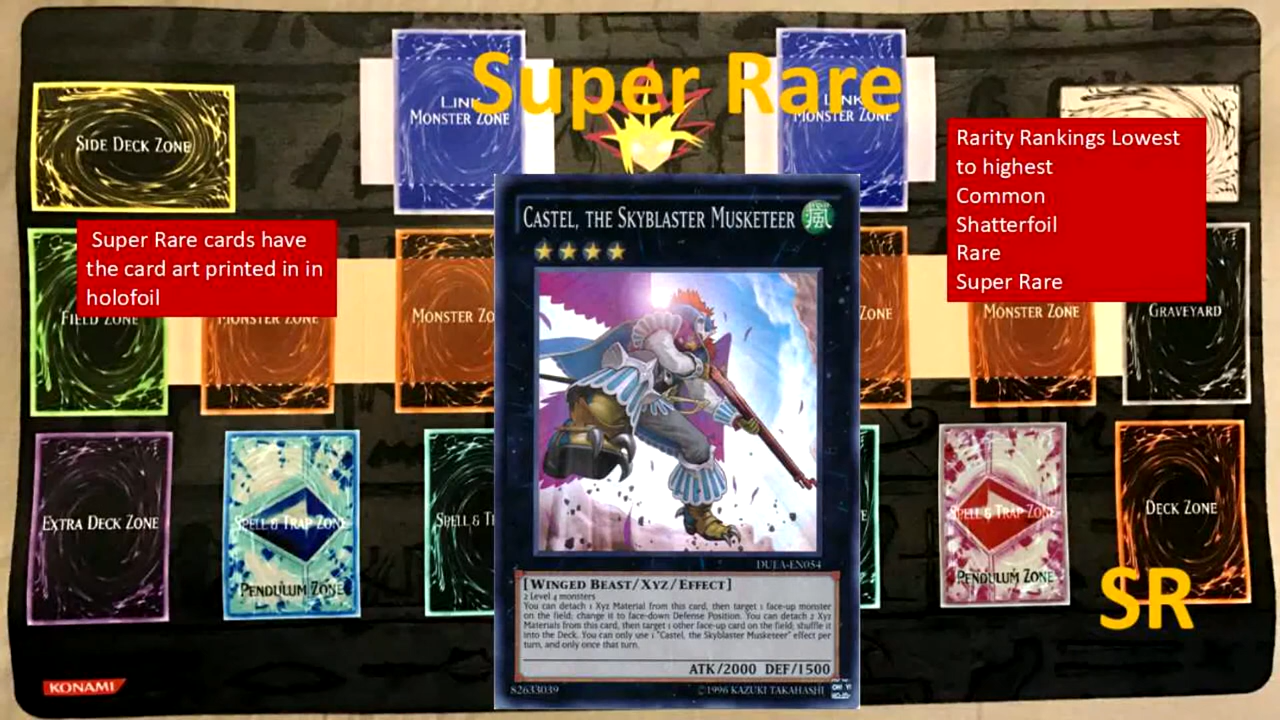 Super Rare
LINK
MONSTER ZONE
LINK
MONSTER ZONE
SIDE DECK ZONE
Rarity Rankings Lowest
to highest
Common
Shatterfoil
Rare
Super Rare
Super Rare cards have
the card art printed in in
holofoil
CASTEL, THE SKYBLASTER MUSKETEER 風
FIELD ZONE
MONSTER ZONE
MONSTER ZO
ZONE
MONSTER ZONE
GRAVEYARD
EXTRA DECK ZONE
SPELL & TRAP ZONE
PENDULUM ZONE
SPELL & T
SPELL & TRAP ZONE
PENDULUM ZONE
DECK ZONE
SR
DUEA-EN054
[WINGED BEAST/XYZ/EFFECT]
2 Level 4 monsters
You can detach 1 Xyz Material from this card, then target 1 face-up monster
on the field; change it to face-down Defense Position. You can detach 2 Xyz
Materials from this card, then target 1 other face-up card on the field; shuffle it
into the Deck. You can only use 1 "Castel, the Skyblaster Musketeer" effect per
turn, and only once that turn.
ATK/2000 DEF/1500
82633039
©1996 KAZUKI TAKAHASHI
KONAMI